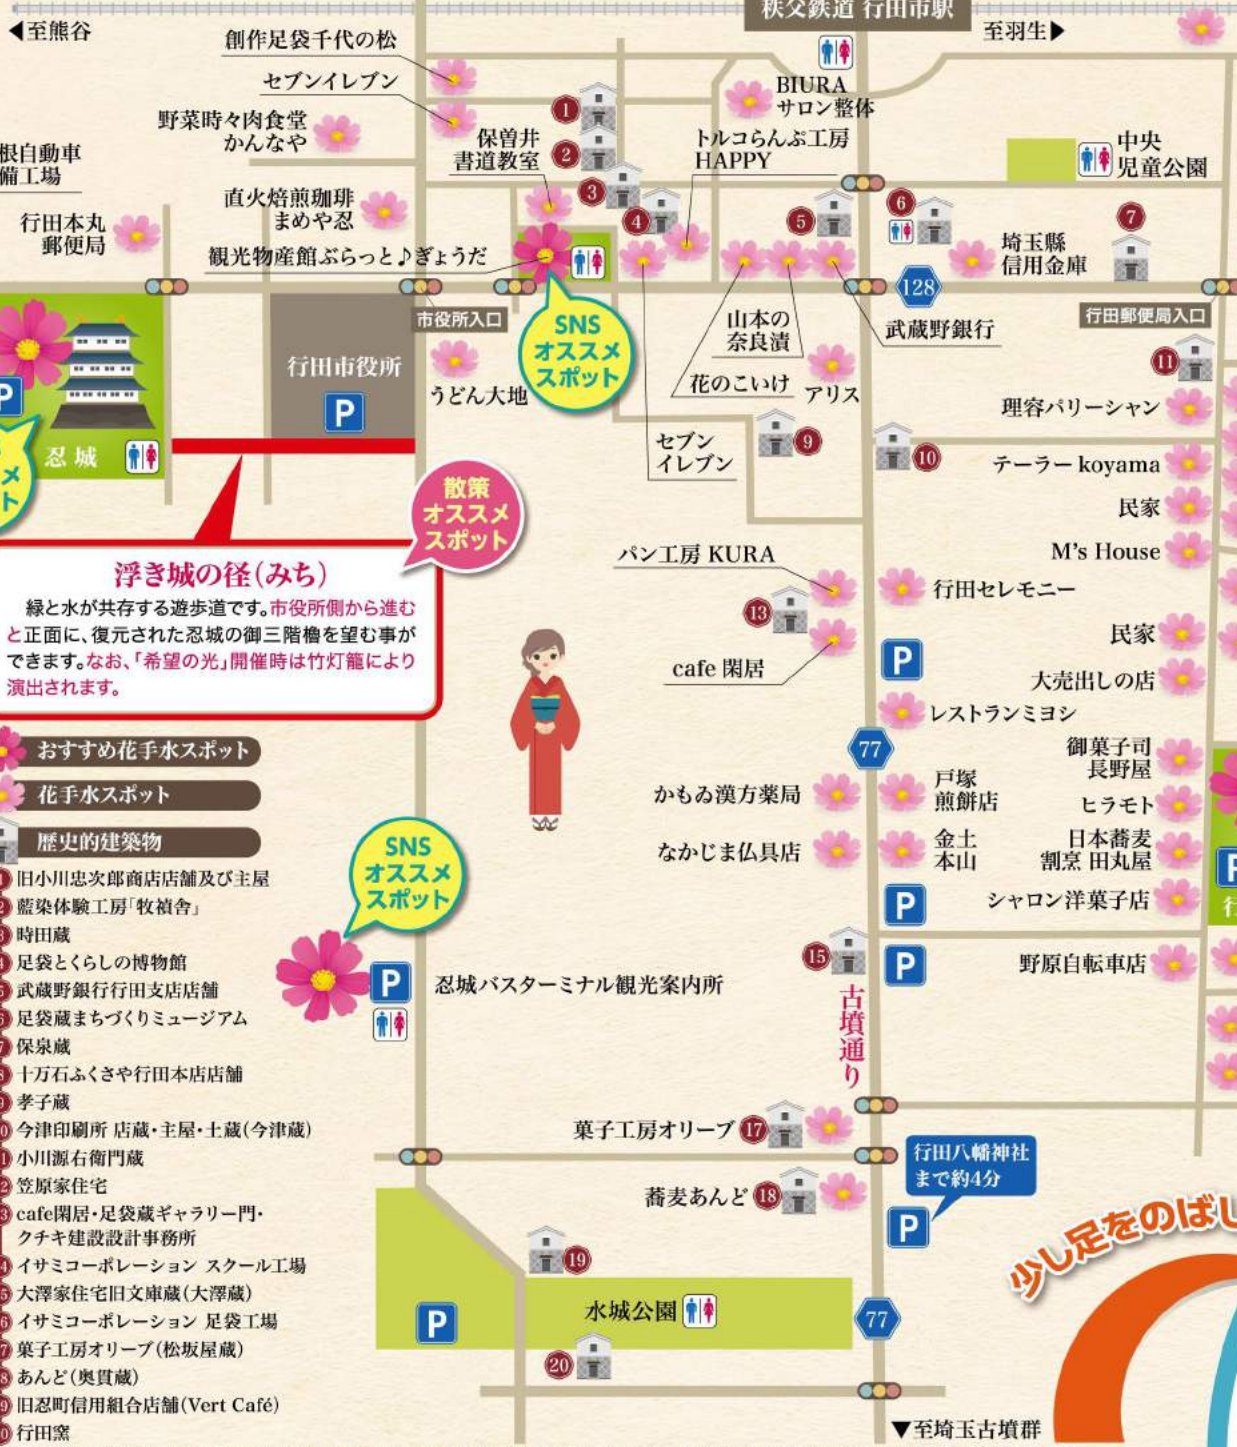 秩父鉄道 行田市駅
◀至熊谷
至羽生▶
創作足袋千代の松
セブンイレブン
野菜時々肉食堂
かんなや
根自動車
備工場
直火焙煎珈琲
まめや忍
行田本丸
郵便局
観光物産館ぶらっと♪ぎょうだ
保曽井
書道教室
BIURA
サロン整体
トルコらんぷ工房
HAPPY
中央
児童公園
1
2
3
4
5
6
7
埼玉縣
信用金庫
128
市役所入口
行田郵便局入口
SNS
オススメ
スポット
山本の
奈良漬
武蔵野銀行
花のこいけ
アリス
うどん大地
行田市役所
P
P
忍城
メ
ト
セブン
イレブン
9
10
11
理容パリーシャン
テーラー koyama
民家
M's House
散策
オススメ
スポット
浮き城の径(みち)
緑と水が共存する遊歩道です。市役所側から進む
と正面に、復元された忍城の御三階櫓を望む事が
できます。なお、「希望の光」開催時は竹灯籠により
演出されます。
パン工房 KURA
13
cafe 閑居
行田セレモニー
P
民家
大売出しの店
レストランミヨシ
77
御菓子司
長野屋
かもゐ漢方薬局
戸塚
煎餅店
ヒラモト
なかじま仏具店
金土
本山
日本蕎麦
割烹 田丸屋
P
シャロン洋菓子店
P
行
15
P
野原自転車店
古墳通り
おすすめ花手水スポット
花手水スポット
歴史的建築物
旧小川忠次郎商店店舗及び主屋
藍染体験工房「牧禎舎」
時田蔵
足袋とくらしの博物館
武蔵野銀行行田支店店舗
足袋蔵まちづくりミュージアム
保泉蔵
十万石ふくさや行田本店店舗
孝子蔵
今津印刷所 店蔵・主屋・土蔵(今津蔵)
小川源右衛門蔵
笠原家住宅
cafe閑居・足袋蔵ギャラリー門・
クチキ建設設計事務所
イサミコーポレーション スクール工場
大澤家住宅旧文庫蔵(大澤蔵)
イサミコーポレーション 足袋工場
菓子工房オリーブ(松坂屋蔵)
あんど(奥貫蔵)
旧忍町信用組合店舗(Vert Café)
行田窯
SNS
オススメ
スポット
P
忍城バスターミナル観光案内所
菓子工房オリーブ 17
蕎麦あんど 18
行田八幡神社
まで約4分
P
19
水城公園
P
20
77
少し足をのばし
▼至埼玉古墳群